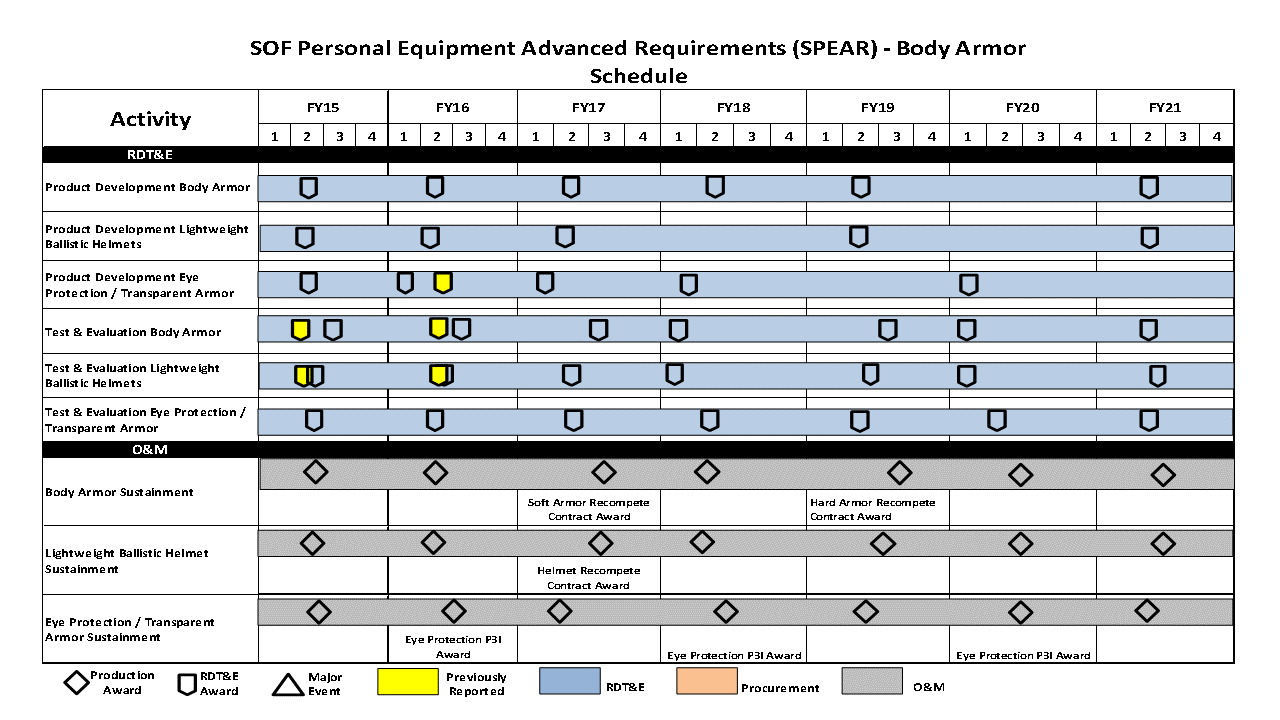 SOF Personal Equipment Advanced Requirements (SPEAR) - Body Armor
Schedule
Activity
FY15 FY16 FY17 FY18 FY19 FY20 FY21
1 2 3 4 1 2 3 4 1 2 3 4 1 2 3 4 1 2 3 4 1 2 3 4 1 2 3 4
RDT&E
Product Development Body Armor
Product Development Lightweight
Ballistic Helmets
Product Development Eye
Protection / Transparent Armor
Test & Evaluation Body Armor
Test & Evaluation Lightweight
Ballistic Helmets
Test & Evaluation Eye Protection /
Transparent Armor
O&M
Body Armor Sustainment
Soft Armor Recompete
Contract Award
Hard Armor Recompete
Contract Award
Lightweight Ballistic Helmet
Sustainment
Helmet Recompete
Contract Award
Eye Protection / Transparent
Armor Sustainment
Eye Protection P3I
Award
Eye Protection P3I Award
Eye Protection P3I Award
Production
Award
RDT&E
Award
Major
Event
Previously
Reported
RDT&E
Procurement
O&M